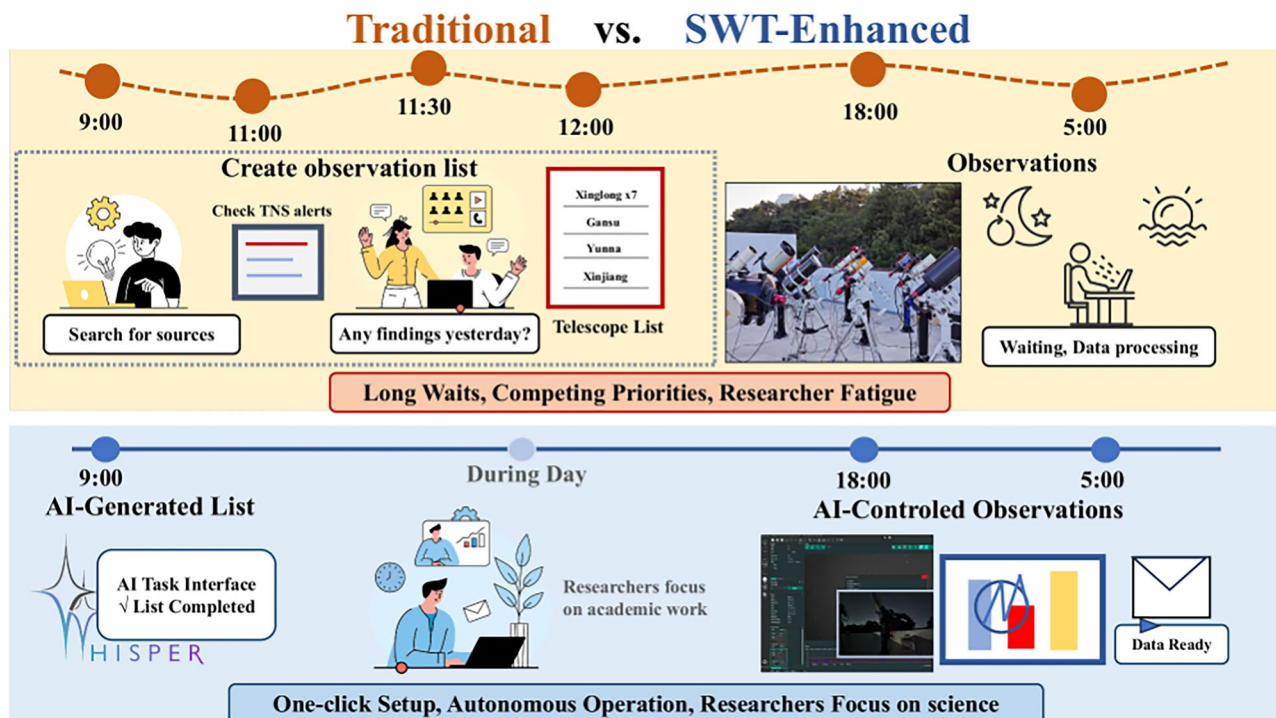 Traditional vs. SWT-Enhanced
9:00
11:00
11:30
12:00
18:00
5:00
Create observation list
Observations
Check TNS alerts
Xinglong x7
Gansu
Yunna
Xinjiang
Search for sources
Any findings yesterday?
Telescope List
Waiting, Data processing
Long Waits, Competing Priorities, Researcher Fatigue
9:00
During Day
18:00
5:00
AI-Generated List
AI-Controled Observations
AI Task Interface
√ List Completed
WHISPER
Researchers focus
on academic work
Data Ready
One-click Setup, Autonomous Operation, Researchers Focus on science